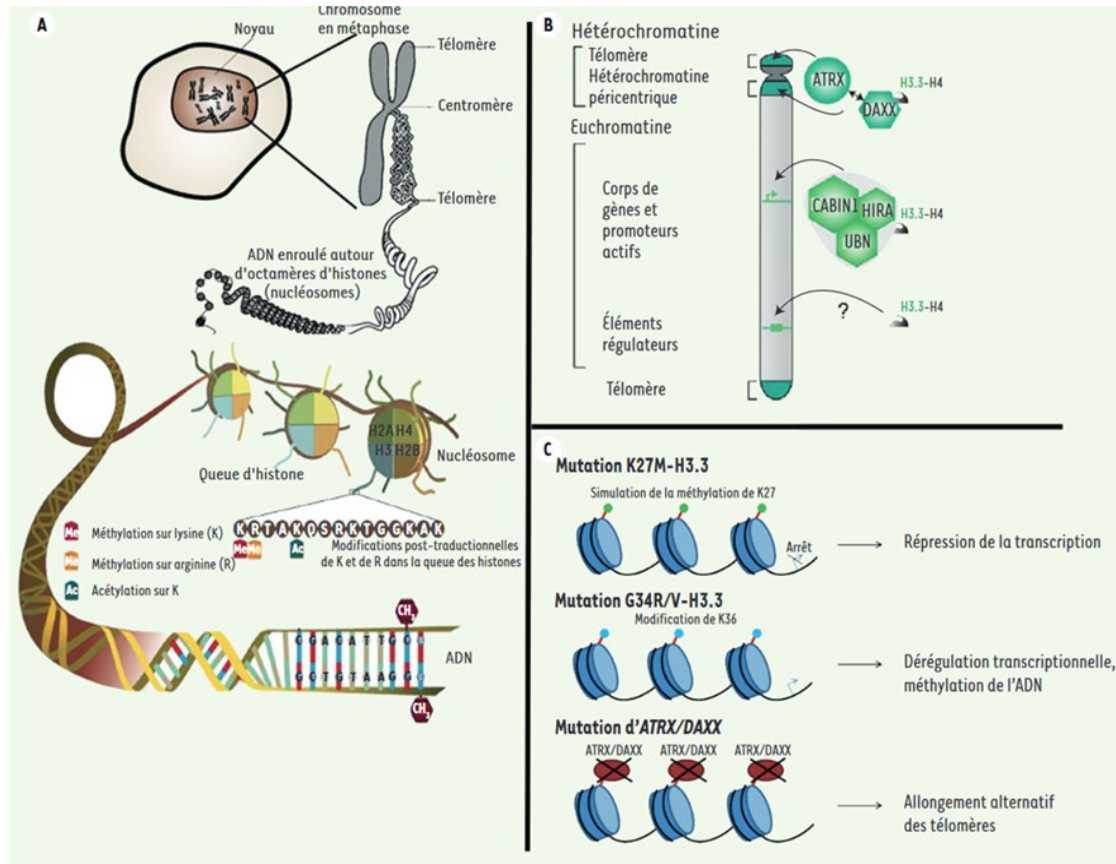 A
Chromosome
en métaphase
Noyau
Télomère
Centromère
Télomère
ADN enroulé autour
d'octamères d'histones
(nucléosomes)
H2A H4
H3 H2B
Nucléosome
Queue d'histone
K R T A K Q S R K T G G K A K
Me Me Ac
Modifications post-traductionnelles
de K et de R dans la queue des histones
Me Méthylation sur lysine (K)
Me Méthylation sur arginine (R)
Ac Acétylation sur K
CH3
ADN
CH3
B
Hétérochromatine
Télomère
Hétérochromatine
péricentrique
Euchromatine
Corps de
gènes et
promoteurs
actifs
Éléments
régulateurs
Télomère
ATRX
DAXX
H3.3-H4
CABIN1
HIRA
UBN
H3.3-H4
?
H3.3-H4
C
Mutation K27M-H3.3
Simulation de la méthylation de K27
Arrêt
Répression de la transcription
Mutation G34R/V-H3.3
Modification de K36
Dérégulation transcriptionnelle,
méthylation de l'ADN
Mutation d'ATRX/DAXX
ATRX/DAXX ATRX/DAXX ATRX/DAXX
Allongement alternatif
des télomères